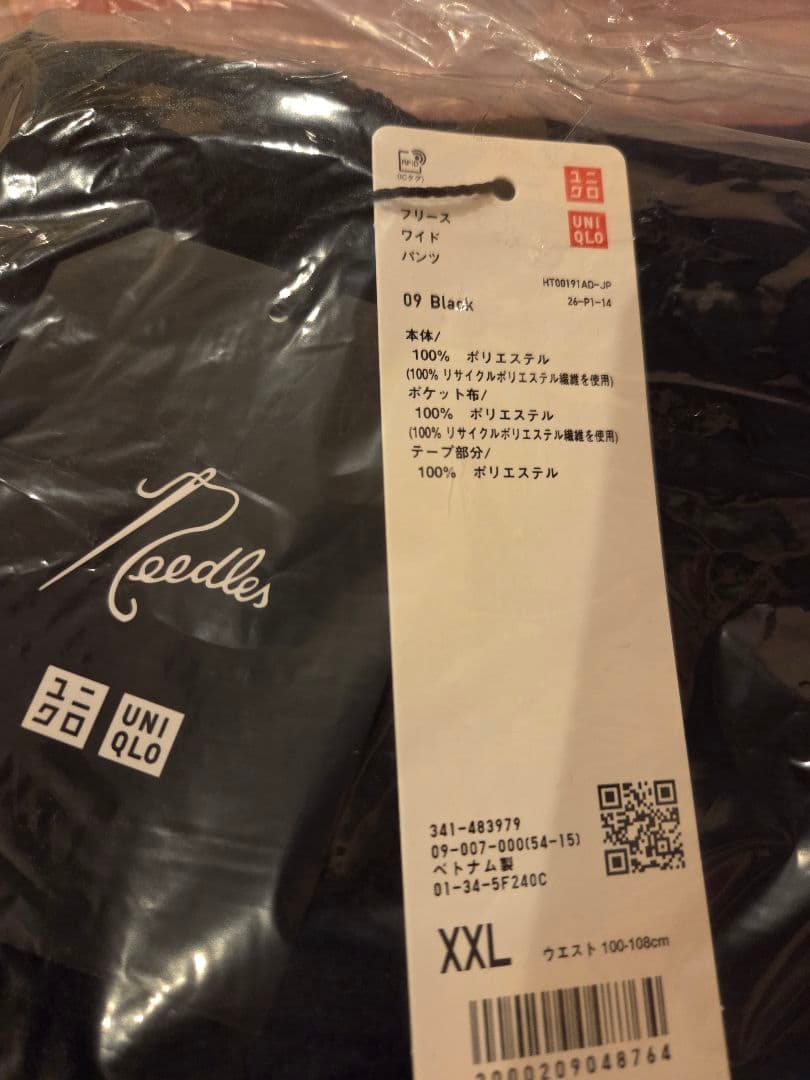 RFID
(ICタグ)
ユニクロ
UNI
QLO
フリース
ワイド
パンツ
HT00191AD-JP
26-P1-14
09 Black
本体/
100% ポリエステル
(100% リサイクルポリエステル繊維を使用)
ポケット布/
100% ポリエステル
(100% リサイクルポリエステル繊維を使用)
テープ部分/
100% ポリエステル
Needles
ユニクロ
UNI
QLO
341-483979
09-007-000(54-15)
ベトナム製
01-34-5F240C
XXL ウエスト 100-108cm
000209048764